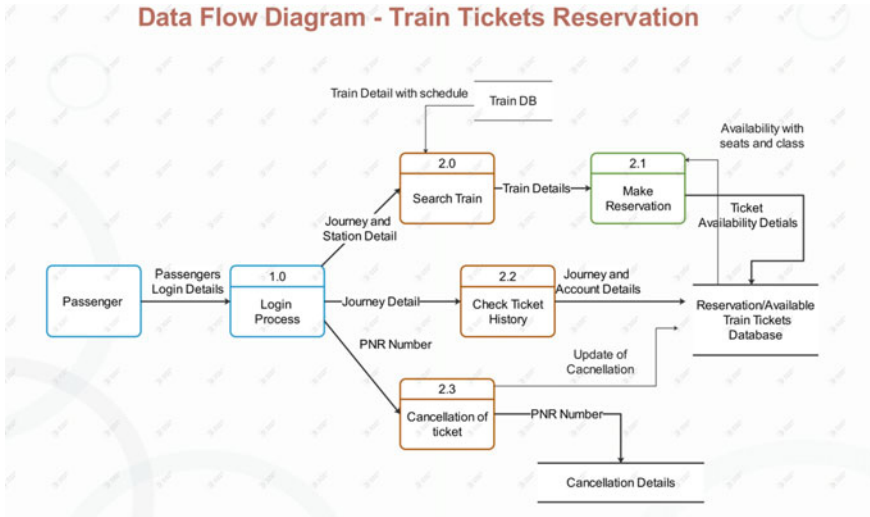 Data Flow Diagram - Train Tickets Reservation
Train Detail with schedule
Train DB
Availability with
seats and class
2.0
Search Train
Train Details
2.1
Make
Reservation
Ticket
Availability Detials
Journey and
Station Detail
Passenger
Passengers
Login Details
1.0
Login
Process
Journey Detail
2.2
Check Ticket
History
Journey and
Account Details
Reservation/Available
Train Tickets
Database
PNR Number
Update of
Cacnellation
2.3
Cancellation of
ticket
PNR Number
Cancellation Details